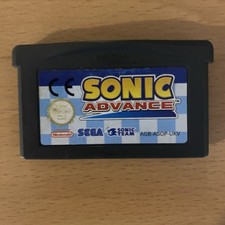 CE SONIC
ADVANCE
Nintendo SEGA SONIC TEAM AGB-ASOP-UKV